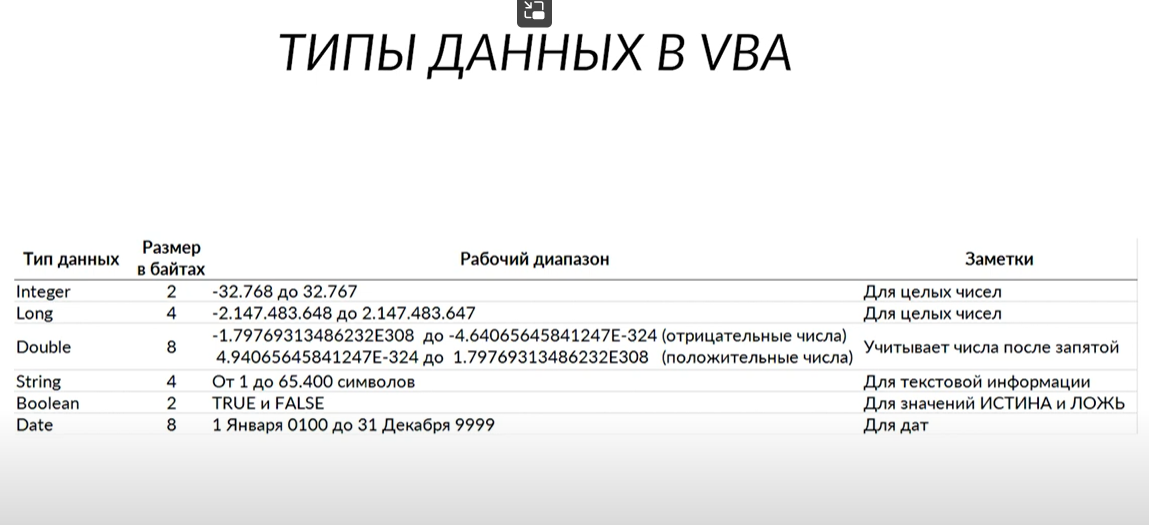 ТИПЫ ДАННЫХ В VBA
Тип данных Размер в байтах Рабочий диапазон Заметки
Integer 2 -32.768 до 32.767 Для целых чисел
Long 4 -2.147.483.648 до 2.147.483.647 Для целых чисел
Double 8 -1.79769313486232E308 до -4.64065645841247E-324 (отрицательные числа) Учитывает числа после запятой
4.94065645841247E-324 до 1.79769313486232E308 (положительные числа)
String 4 От 1 до 65.400 символов Для текстовой информации
Boolean 2 TRUE и FALSE Для значений ИСТИНА и ЛОЖЬ
Date 8 1 Января 0100 до 31 Декабря 9999 Для дат